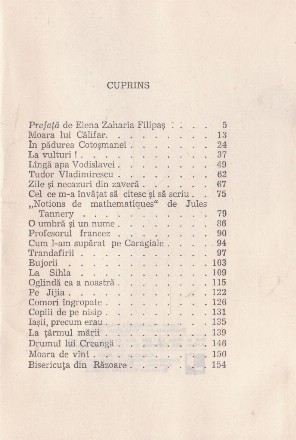 CUPRINS
Prefață de Elena Zaharia Filipaș . . . . 5
Moara lui Călifar . . . . . . . 13
În pădurea Cotoșmanei . . . . . . 24
La vulturi ! . . . . . . . . 37
Lîngă apa Vodislavei . . . . . . 49
Tudor Vladimirescu . . . . . . . 62
Zile și necazuri din zaveră . . . . . 67
Cel ce m-a învățat să citesc și să scriu . . 75
„Notions de mathematiques“ de Jules
Tannery . . . . . . . . 79
O umbră și un nume . . . . . . 86
Profesorul francez . . . . . . . 90
Cum l-am supărat pe Caragiale . . . . 94
Trandafirii . . . . . . . . 97
Bujorii . . . . . . . . . 103
La Sihla . . . . . . . . 109
Oglindă ca a noastră . . . . . . 115
Pe Jijia . . . . . . . . 122
Comori îngropate . . . . . . . 126
Copiii de pe nisip . . . . . . . 131
Iașii, precum erau . . . . . . . 135
La țărmul mării . . . . . . . 139
Drumul lui Creangă . . . . . . . 146
Moara de vînt . . . . . . . 150
Bisericuța din Răzoare . . . . . . 154